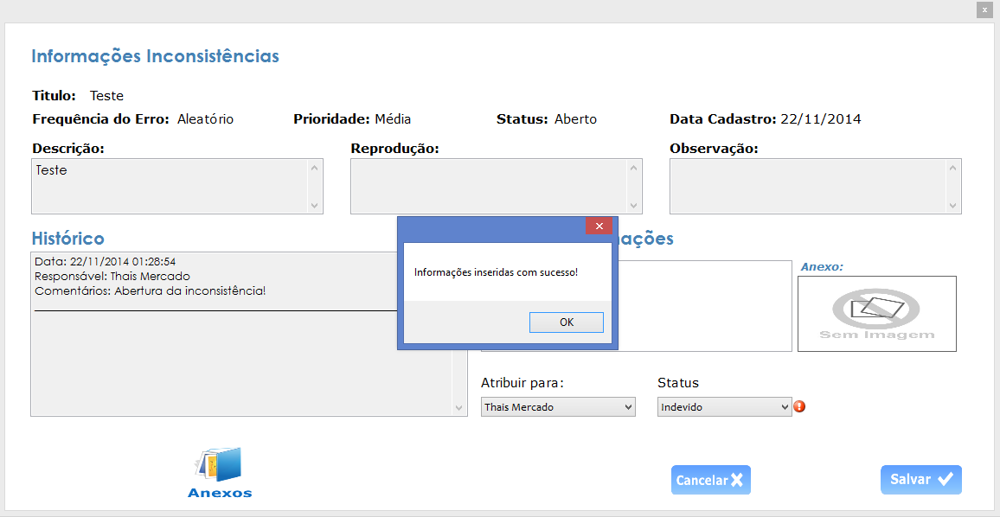 x
Informações Inconsistências
Titulo: Teste
Frequência do Erro: Aleatório Prioridade: Média Status: Aberto Data Cadastro: 22/11/2014
Descrição: Reprodução: Observação:
Teste
Histórico
Data: 22/11/2014 01:28:54
Responsável: Thais Mercado
Comentários: Abertura da inconsistência!
Informações inseridas com sucesso!
OK
Anexo:
Sem Imagem
Atribuir para: Status
Thais Mercado Indevido
Anexos
Cancelar
Salvar